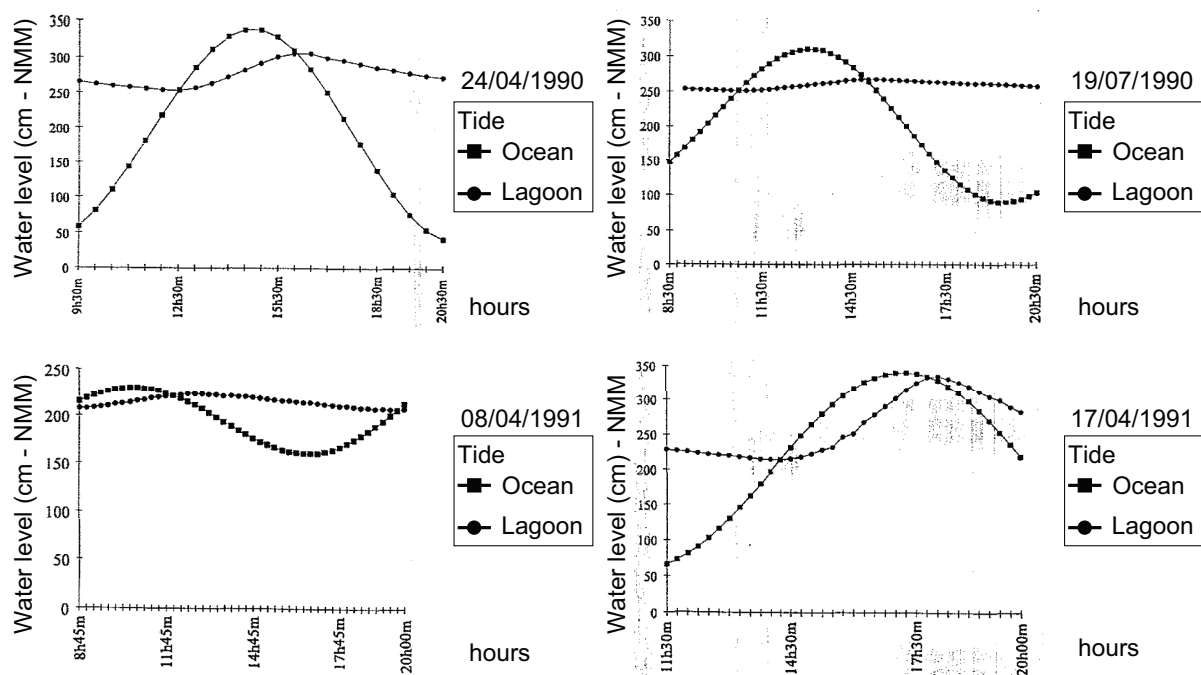 Water level (cm - NMM)
350
300
250
200
150
100
50
0
9h30m
12h30m
15h30m
18h30m
20h30m
hours
24/04/1990
Tide
Ocean
Lagoon
Water level (cm - NMM)
350
300
250
200
150
100
50
0
8h30m
11h30m
14h30m
17h30m
20h30m
hours
19/07/1990
Tide
Ocean
Lagoon
Water level (cm) - NMM)
250
200
150
100
50
0
8h45m
11h45m
14h45m
17h45m
20h00m
hours
08/04/1991
Tide
Ocean
Lagoon
Water level (cm) - NMM)
350
300
250
200
150
100
50
0
11h30m
14h30m
17h30m
20h00m
hours
17/04/1991
Tide
Ocean
Lagoon